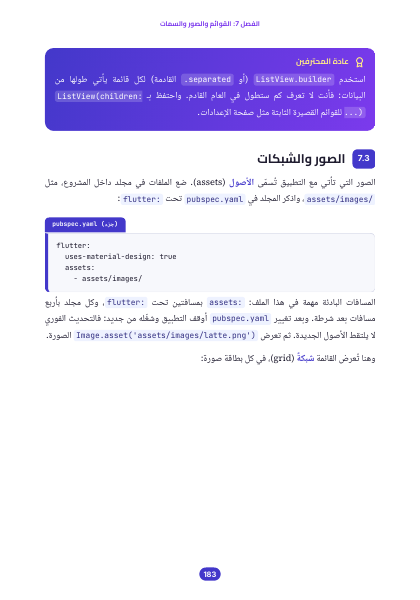 الفصل 7: القوائم والصور والسمات
عادة المحترفين
استخدم ListView.builder (أو .separated القادمة) لكل قائمة يأتي طولها من
البيانات: فأنت لا تعرف كم ستطول في العام القادم. واحتفظ بـ ListView(children:
[...]) للقوائم القصيرة الثابتة مثل صفحة الإعدادات.
7.3 الصور والشبكات
الصور التي تأتي مع التطبيق تُسمّى الأصول (assets). ضع الملفات في مجلد داخل المشروع، مثل
assets/images/، واذكر المجلد في pubspec.yaml تحت flutter::
pubspec.yaml (جزء)
flutter:
  uses-material-design: true
  assets:
    - assets/images/
المسافات البادئة مهمة في هذا الملف: assets: بمسافتين تحت flutter:، وكل مجلد بأربع
مسافات بعد شرطة. وبعد تغيير pubspec.yaml أوقف التطبيق وشغّله من جديد: فالتحديث الفوري
لا يلتقط الأصول الجديدة. ثم تعرض Image.asset('assets/images/latte.png') الصورة.
وهنا تُعرض القائمة شبكةً (grid)، في كل بطاقة صورة:
183